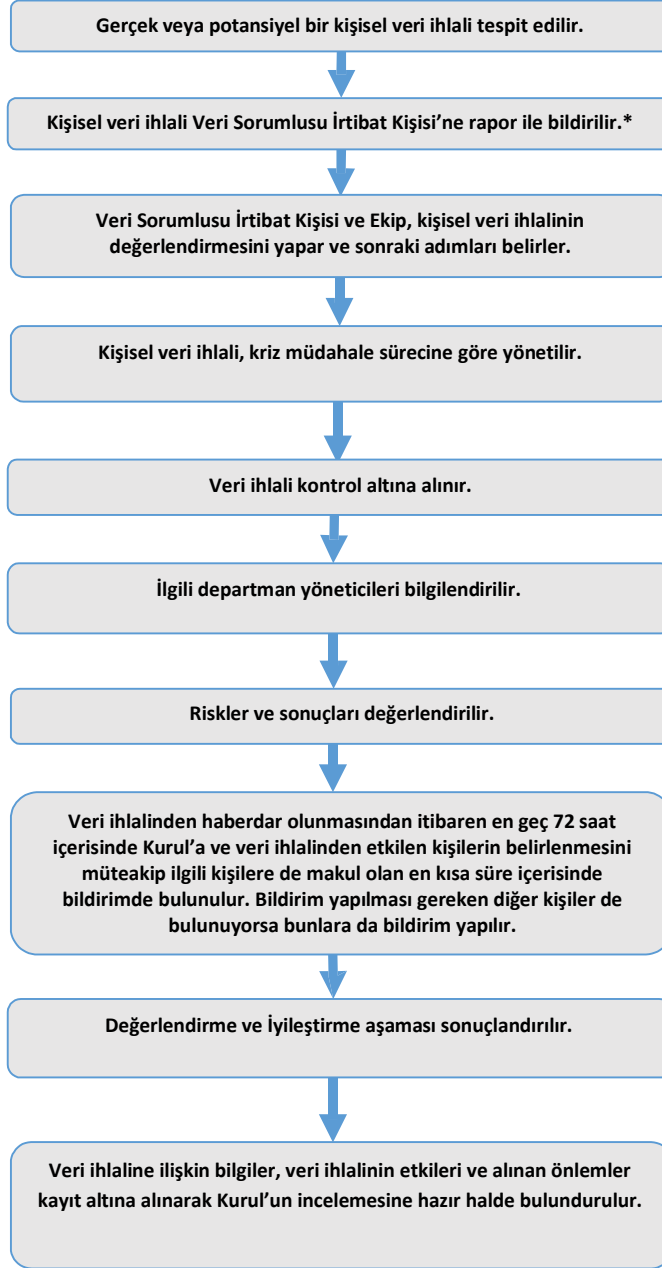 Gerçek veya potansiyel bir kişisel veri ihlali tespit edilir.
Kişisel veri ihlali Veri Sorumlusu İrtibat Kişisi’ne rapor ile bildirilir.*
Veri Sorumlusu İrtibat Kişisi ve Ekip, kişisel veri ihlalinin
değerlendirmesini yapar ve sonraki adımları belirler.
Kişisel veri ihlali, kriz müdahale sürecine göre yönetilir.
Veri ihlali kontrol altına alınır.
İlgili departman yöneticileri bilgilendirilir.
Riskler ve sonuçları değerlendirilir.
Veri ihlalinden haberdar olunmasından itibaren en geç 72 saat
içerisinde Kurul’a ve veri ihlalinden etkilen kişilerin belirlenmesini
müteakip ilgili kişilere de makul olan en kısa süre içerisinde
bildirimde bulunulur. Bildirim yapılması gereken diğer kişiler de
bulunuyorsa bunlara da bildirim yapılır.
Değerlendirme ve İyileştirme aşaması sonuçlandırılır.
Veri ihlaline ilişkin bilgiler, veri ihlalinin etkileri ve alınan önlemler
kayıt altına alınarak Kurul’un incelemesine hazır halde bulundurulur.